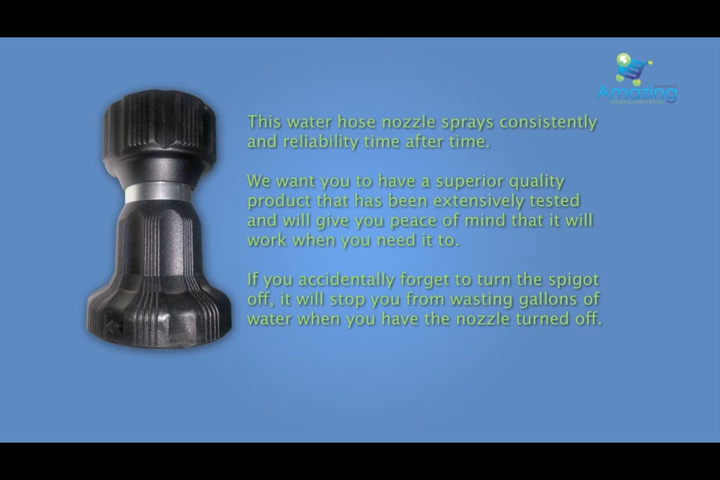 Amazing
This water hose nozzle sprays consistently
and reliability time after time.
We want you to have a superior quality
product that has been extensively tested
and will give you peace of mind that it will
work when you need it to.
If you accidentally forget to turn the spigot
off, it will stop you from wasting gallons of
water when you have the nozzle turned off.